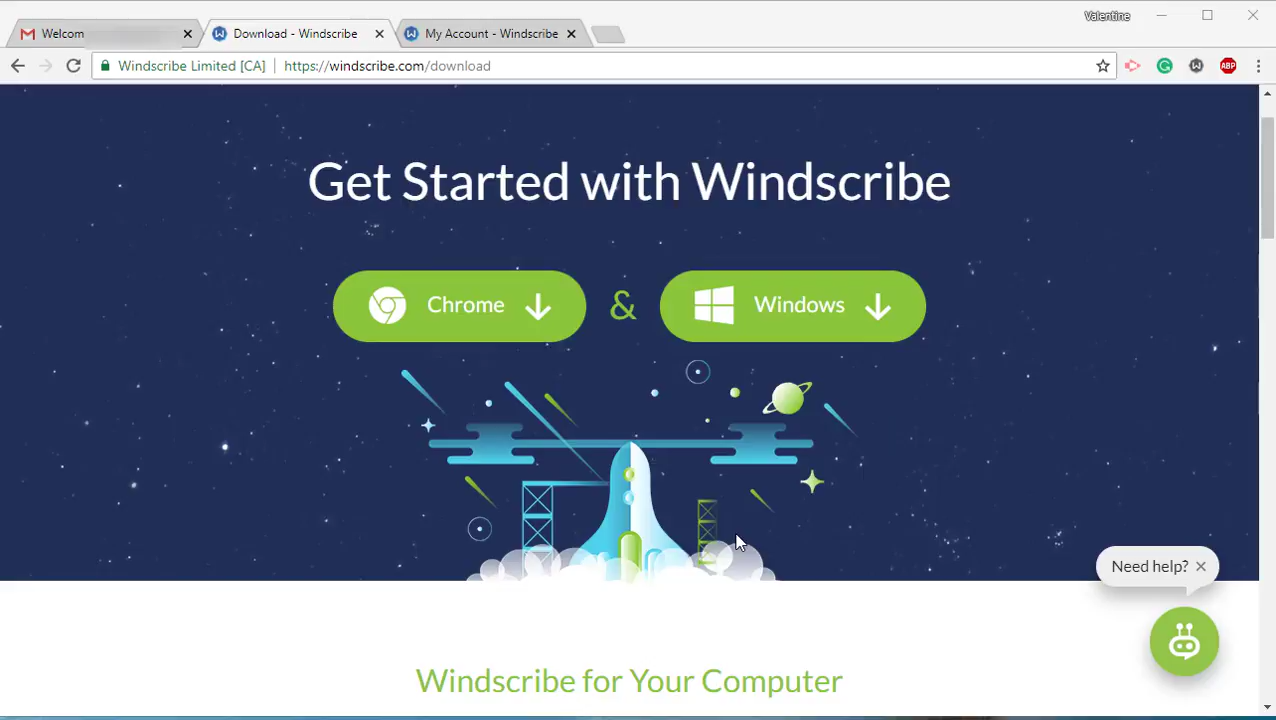 Valentine
Welcom
Download - Windscribe
My Account - Windscribe
Windscribe Limited [CA]
https://windscribe.com/download
ABP
Get Started with Windscribe
Chrome
&
Windows
Need help?
Windscribe for Your Computer